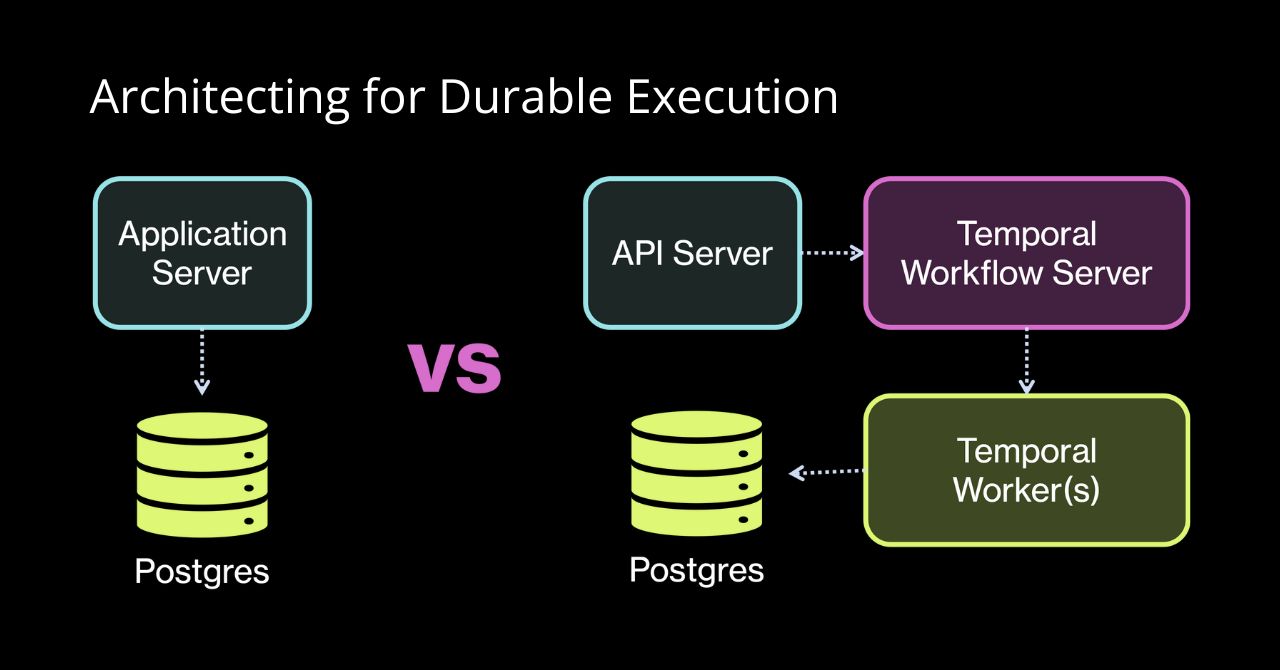 Architecting for Durable Execution
Application
Server
Postgres
vs
API Server
Temporal
Workflow Server
Temporal
Worker(s)
Postgres